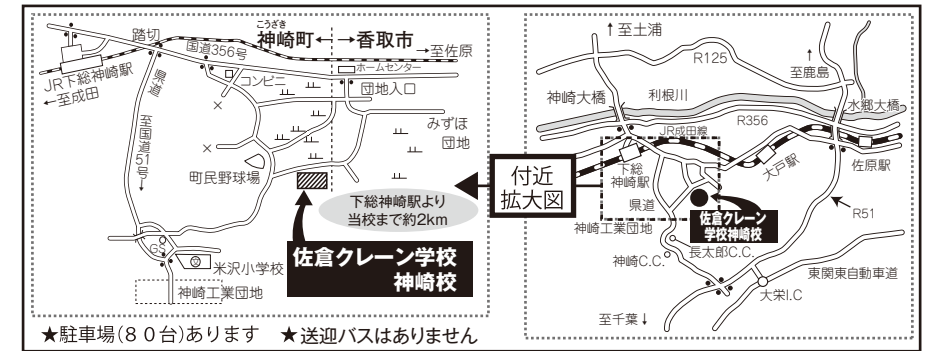 こうざき
神崎町←→香取市
→至佐原
踏切
国道356号
JR下総神崎駅
←至成田
県道
コンビニ
ホームセンター
団地入口
みずほ
団地
至国道51号→
町民野球場
下総神崎駅より
当校まで約2km
佐倉クレーン学校
神崎校
GS
米沢小学校
神崎工業団地
★駐車場(80台)あります
★送迎バスはありません
付近
拡大図
↑至土浦
R125
↑
至鹿島
神崎大橋
利根川
水郷大橋
R356
JR成田線
下総
神崎駅
大戸駅
佐原駅
県道
佐倉クレーン
学校神崎校
R51
神崎工業団地
長太郎C.C.
神崎C.C.
東関東自動車道
大栄I.C
至千葉↓